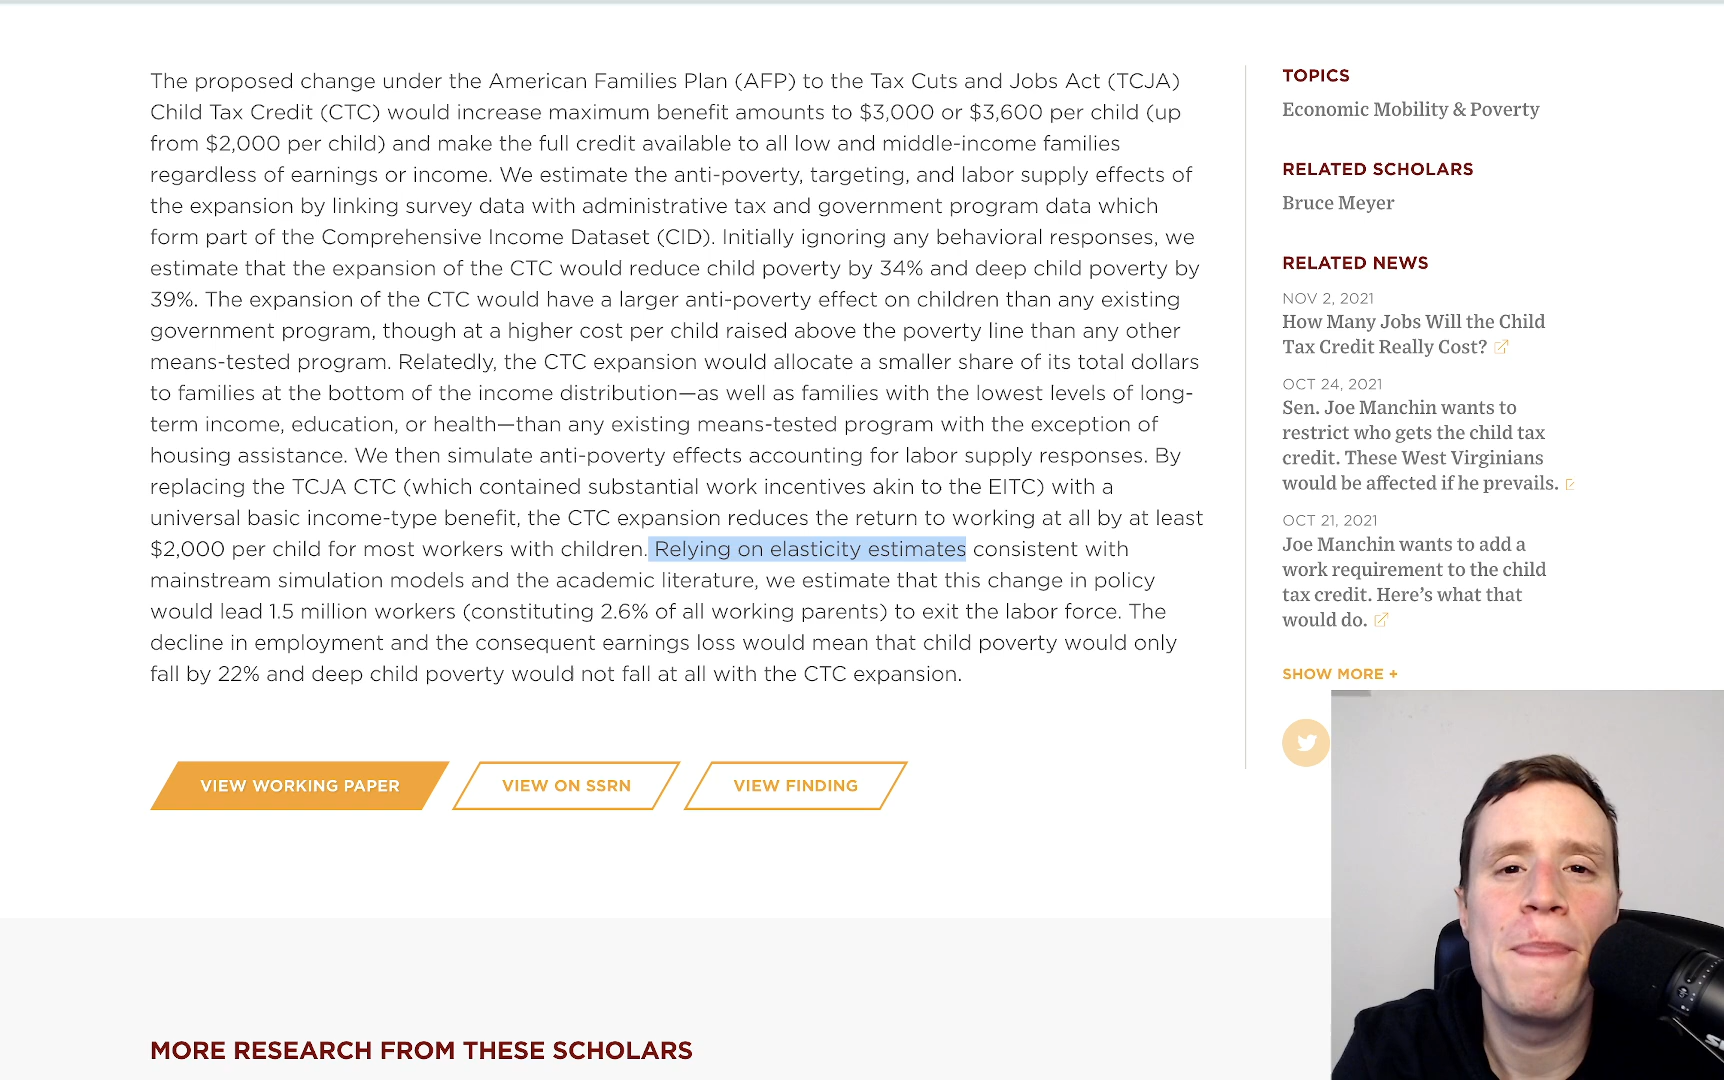 The proposed change under the American Families Plan (AFP) to the Tax Cuts and Jobs Act (TCJA)
Child Tax Credit (CTC) would increase maximum benefit amounts to $3,000 or $3,600 per child (up
from $2,000 per child) and make the full credit available to all low and middle-income families
regardless of earnings or income. We estimate the anti-poverty, targeting, and labor supply effects of
the expansion by linking survey data with administrative tax and government program data which
form part of the Comprehensive Income Dataset (CID). Initially ignoring any behavioral responses, we
estimate that the expansion of the CTC would reduce child poverty by 34% and deep child poverty by
39%. The expansion of the CTC would have a larger anti-poverty effect on children than any existing
government program, though at a higher cost per child raised above the poverty line than any other
means-tested program. Relatedly, the CTC expansion would allocate a smaller share of its total dollars
to families at the bottom of the income distribution—as well as families with the lowest levels of long-
term income, education, or health—than any existing means-tested program with the exception of
housing assistance. We then simulate anti-poverty effects accounting for labor supply responses. By
replacing the TCJA CTC (which contained substantial work incentives akin to the EITC) with a
universal basic income-type benefit, the CTC expansion reduces the return to working at all by at least
$2,000 per child for most workers with children. Relying on elasticity estimates consistent with
mainstream simulation models and the academic literature, we estimate that this change in policy
would lead 1.5 million workers (constituting 2.6% of all working parents) to exit the labor force. The
decline in employment and the consequent earnings loss would mean that child poverty would only
fall by 22% and deep child poverty would not fall at all with the CTC expansion.
VIEW WORKING PAPER
VIEW ON SSRN
VIEW FINDING
MORE RESEARCH FROM THESE SCHOLARS
TOPICS
Economic Mobility & Poverty
RELATED SCHOLARS
Bruce Meyer
RELATED NEWS
NOV 2, 2021
How Many Jobs Will the Child
Tax Credit Really Cost?
OCT 24, 2021
Sen. Joe Manchin wants to
restrict who gets the child tax
credit. These West Virginians
would be affected if he prevails.
OCT 21, 2021
Joe Manchin wants to add a
work requirement to the child
tax credit. Here's what that
would do.
SHOW MORE +